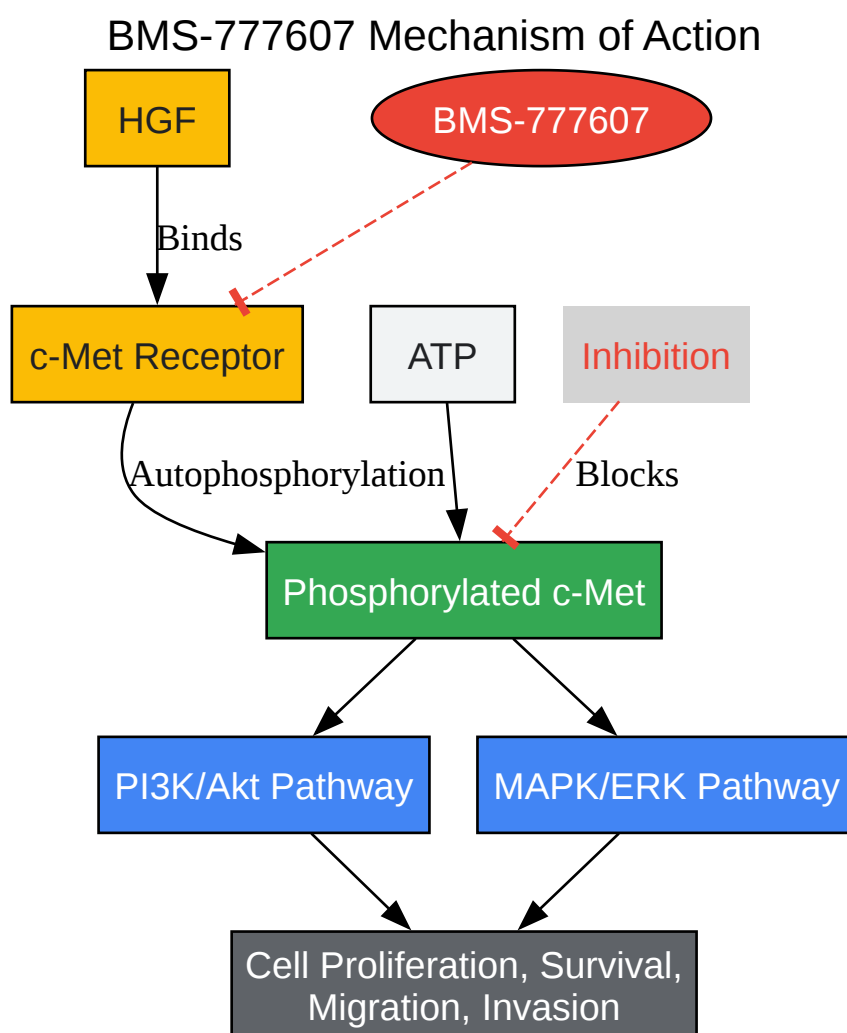 BMS-777607 Mechanism of Action
HGF
BMS-777607
Binds
c-Met Receptor
ATP
Inhibition
Autophosphorylation
Blocks
Phosphorylated c-Met
PI3K/Akt Pathway
MAPK/ERK Pathway
Cell Proliferation, Survival,
Migration, Invasion